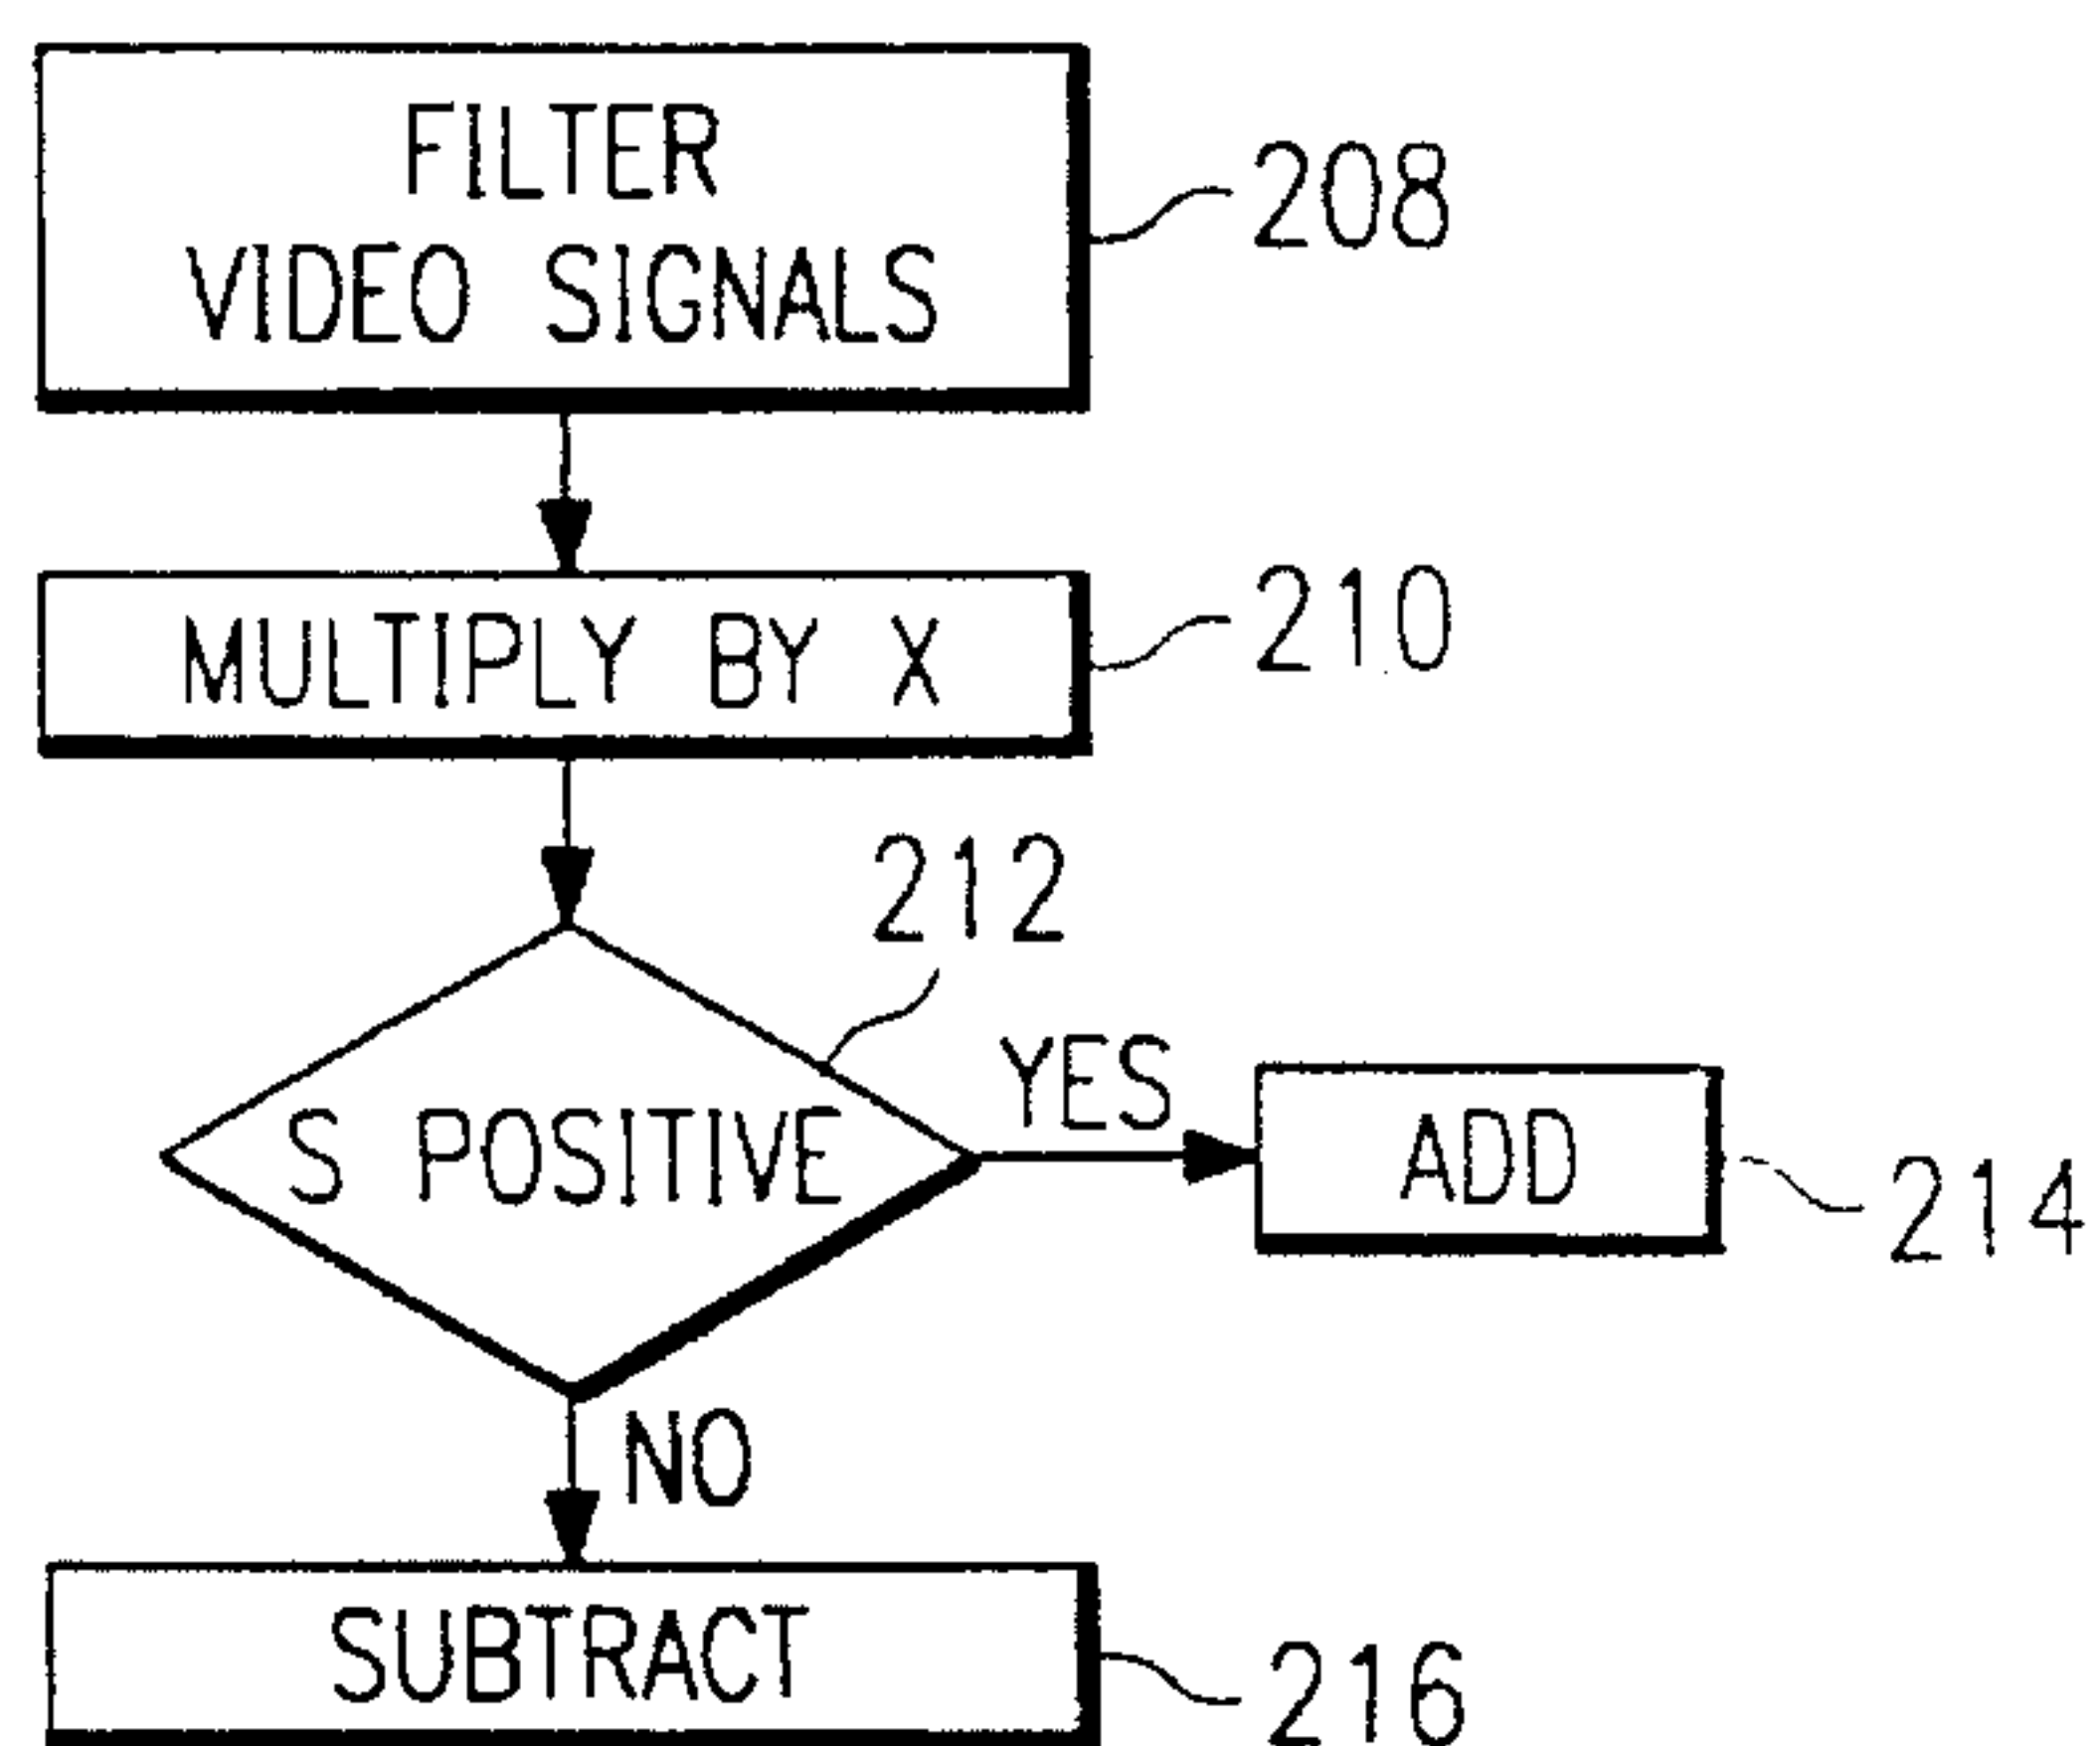 FILTER
VIDEO SIGNALS
208
MULTIPLY BY X
210
212
S POSITIVE
YES
ADD
214
NO
SUBTRACT
216